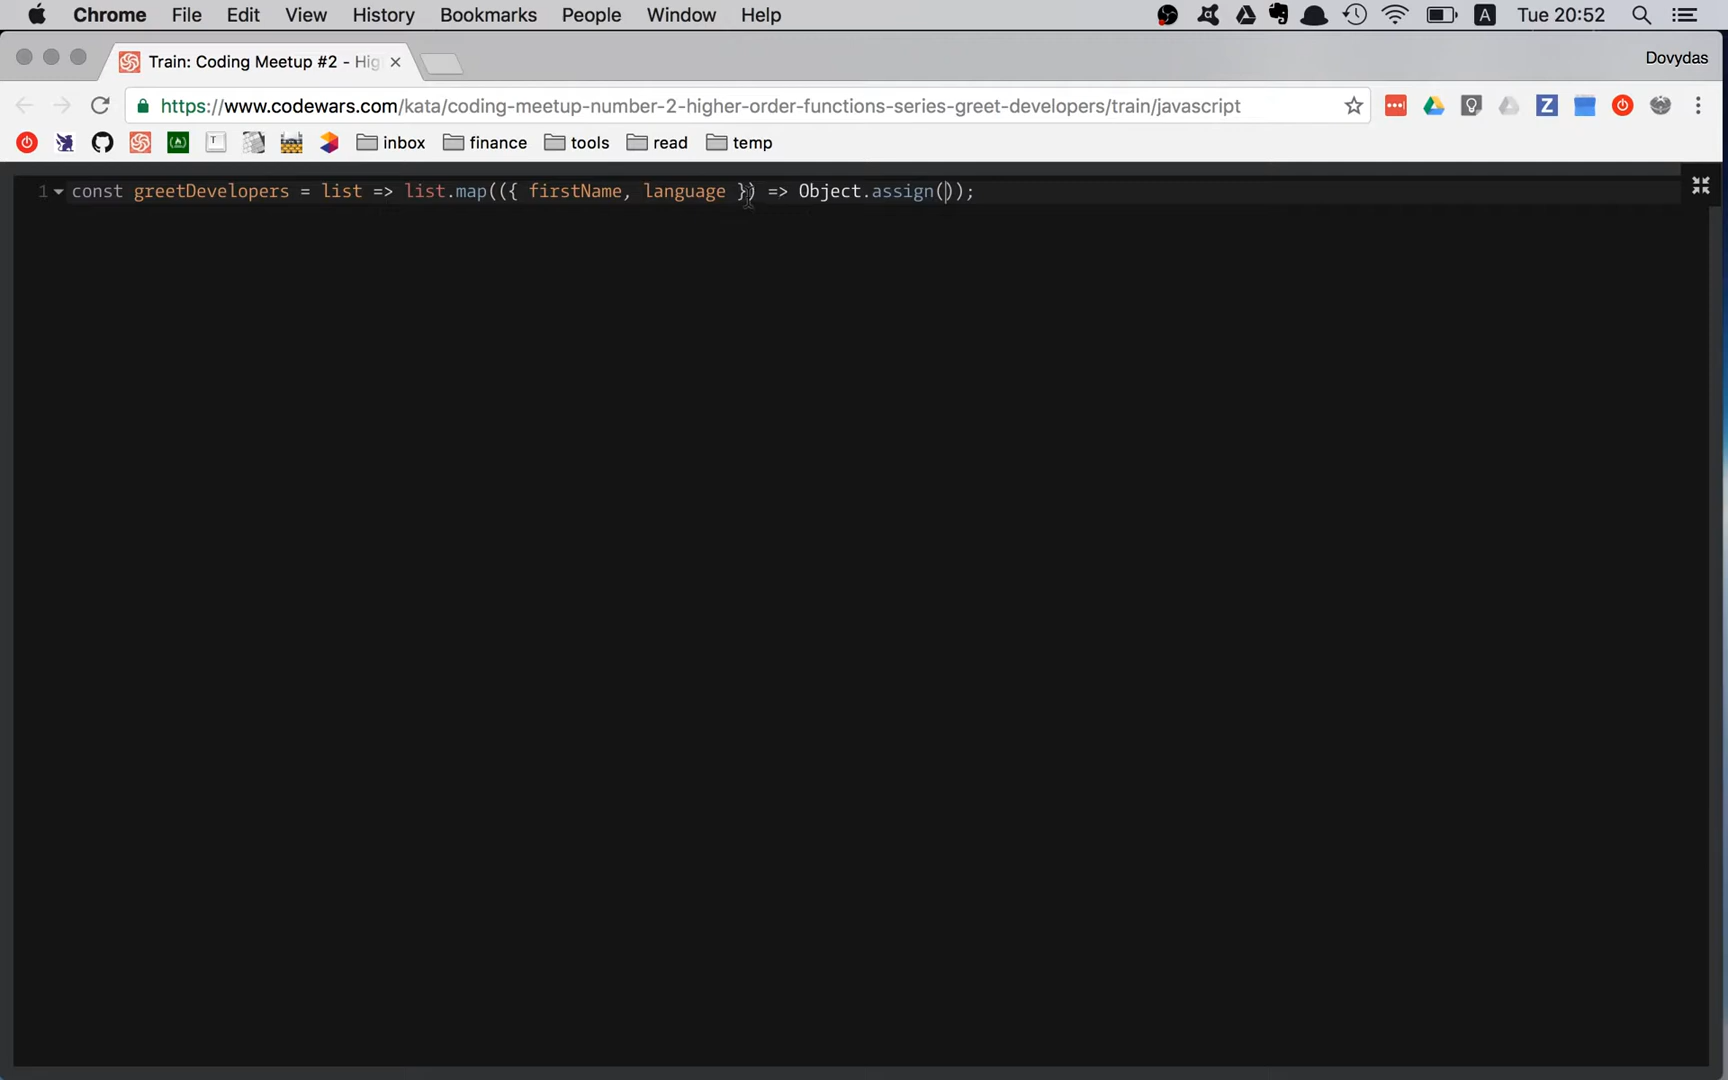 Chrome File Edit View History Bookmarks People Window Help A Tue 20:52
Train: Coding Meetup #2 - Hig Dovydas
https://www.codewars.com/kata/coding-meetup-number-2-higher-order-functions-series-greet-developers/train/javascript Z
T inbox finance tools read temp
1 const greetDevelopers = list => list.map(({ firstName, language }) => Object.assign());